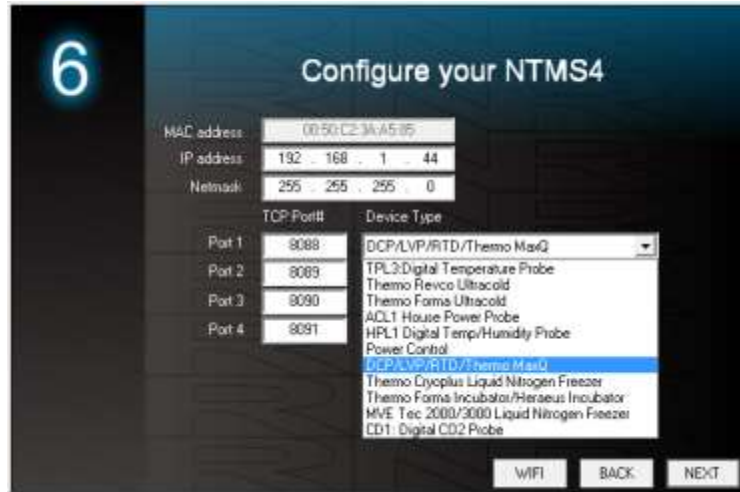 6
Configure your NTMS4
MAC address 00:50:C2:3A:A5:85
IP address 192 . 168 . 1 . 44
Netmask 255 . 255 . 255 . 0
TCP Port# Device Type
Port 1 8088 DCP/LVP/RTD/Thermo MaxQ
Port 2 8089
Port 3 8090
Port 4 8091
TPL3:Digital Temperature Probe
Thermo Revco Ultracold
Thermo Forma Ultracold
ACL1 House Power Probe
HPL1 Digital Temp/Humidity Probe
Power Control
DCP/LVP/RTD/Thermo MaxQ
Thermo Cryoplus Liquid Nitrogen Freezer
Thermo Forma Incubator/Heraeus Incubator
MVE Tec 2000/3000 Liquid Nitrogen Freezer
CD1: Digital CO2 Probe
WIFI BACK NEXT